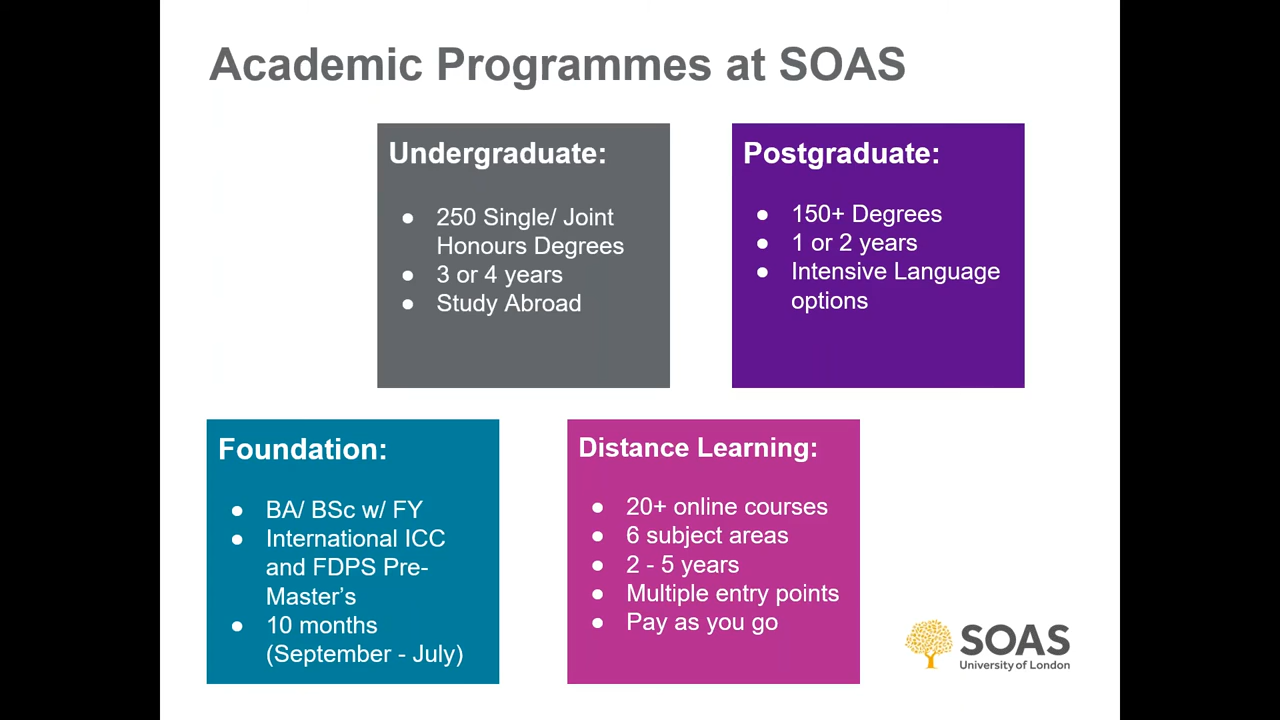 Academic Programmes at SOAS
Undergraduate:
● 250 Single/ Joint
Honours Degrees
● 3 or 4 years
● Study Abroad
Postgraduate:
● 150+ Degrees
● 1 or 2 years
● Intensive Language
options
Foundation:
● BA/ BSc w/ FY
● International ICC
and FDPS Pre-
Master's
● 10 months
(September - July)
Distance Learning:
● 20+ online courses
● 6 subject areas
● 2 - 5 years
● Multiple entry points
● Pay as you go
SOAS
University of London